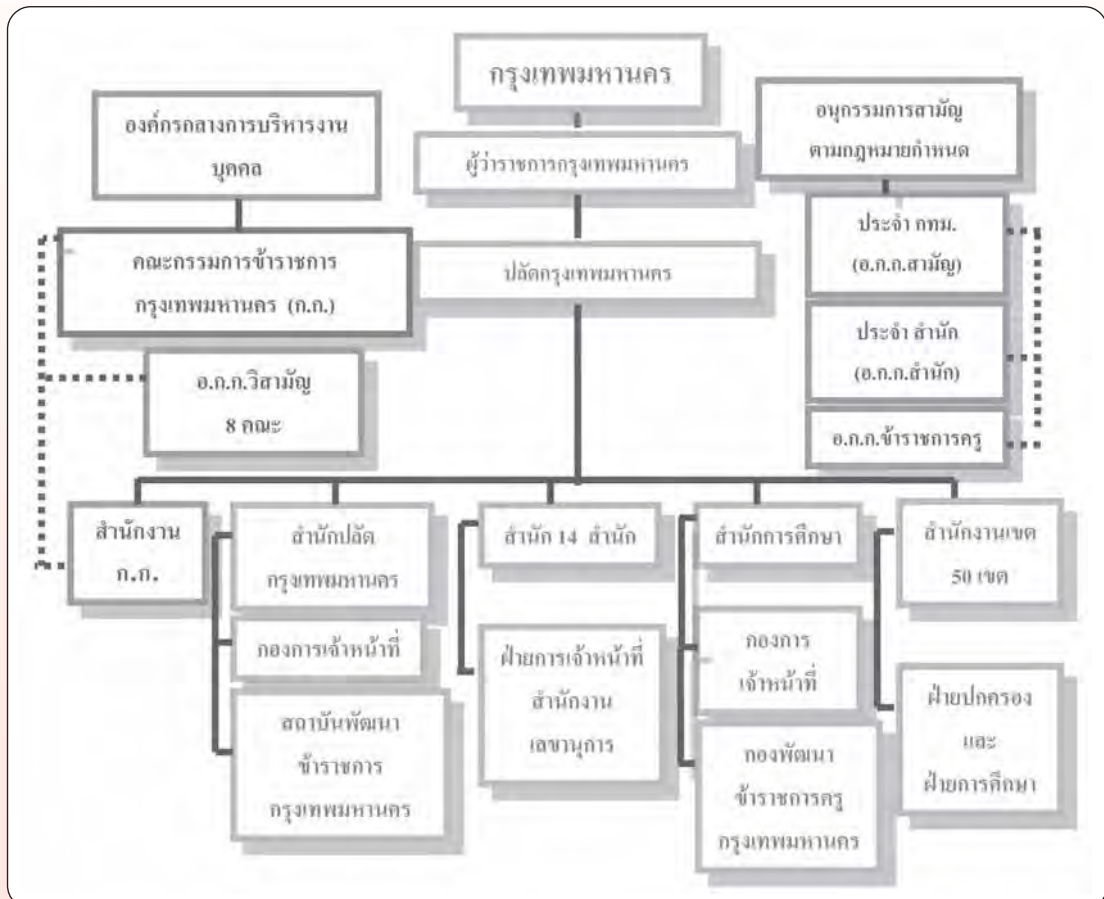 กรุงเทพมหานคร
องค์กรกลางการบริหารงาน
บุคคล
ผู้ว่าราชการกรุงเทพมหานคร
อนุกรรมการสามัญ
ตามกฎหมายกำหนด
คณะกรรมการข้าราชการ
กรุงเทพมหานคร (ก.ก.)
ปลัดกรุงเทพมหานคร
ประจำ กทม.
(อ.ก.ก.สามัญ)
อ.ก.ก.วิสามัญ
8 คณะ
ประจำ สำนัก
(อ.ก.ก.สำนัก)
อ.ก.ก.ข้าราชการครู
สำนักงาน
ก.ก.
สำนักปลัด
กรุงเทพมหานคร
กองการเจ้าหน้าที่
สถาบันพัฒนา
ข้าราชการ
กรุงเทพมหานคร
สำนัก 14 สำนัก
ฝ่ายการเจ้าหน้าที่
สำนักงาน
เลขานุการ
สำนักการศึกษา
กองการ
เจ้าหน้าที่
กองพัฒนา
ข้าราชการครู
กรุงเทพมหานคร
สำนักงานเขต
50 เขต
ฝ่ายปกครอง
และ
ฝ่ายการศึกษา